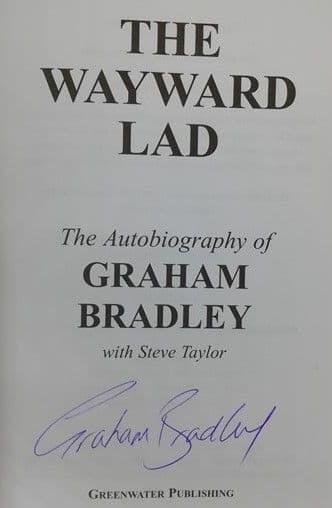 THE
WAYWARD
LAD
The Autobiography of
GRAHAM
BRADLEY
with Steve Taylor
Graham Bradley
GREENWATER PUBLISHING